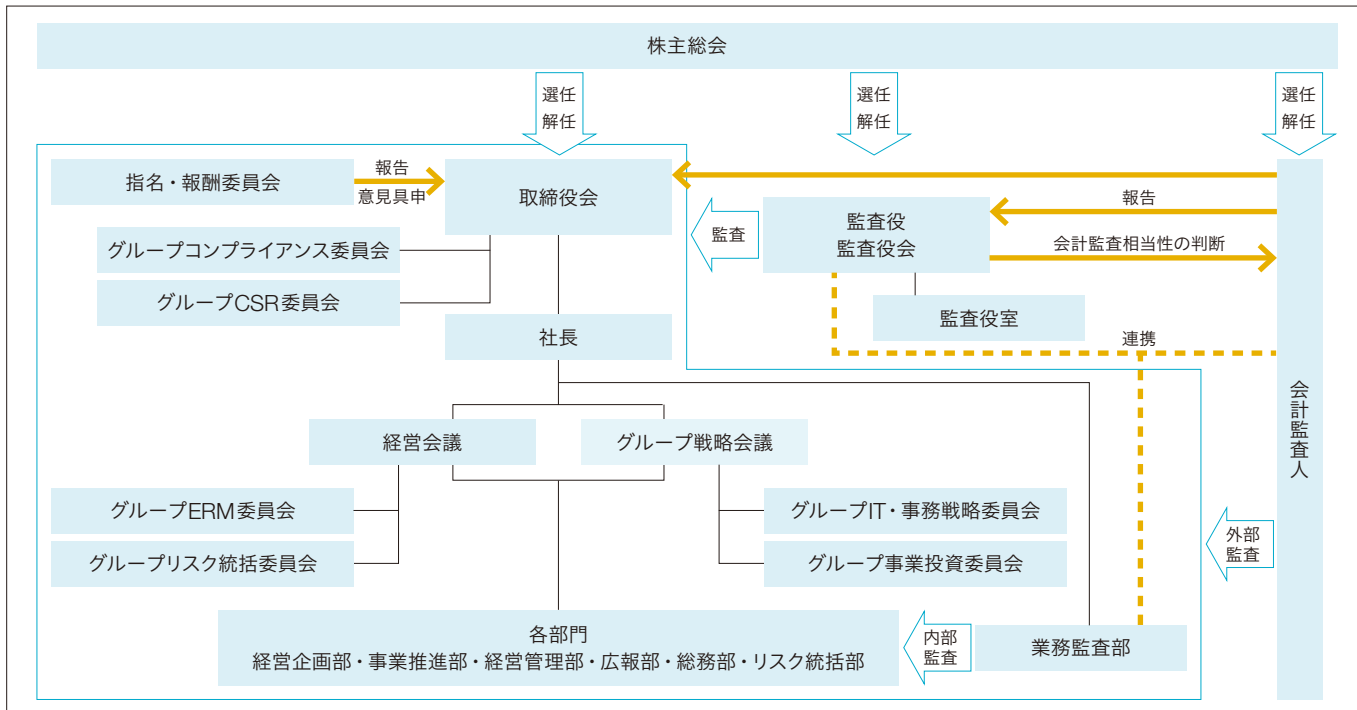 株主総会
選任
解任
選任
解任
選任
解任
指名・報酬委員会
報告
意見具申
取締役会
監査
監査役
監査役会
報告
会計監査相当性の判断
グループコンプライアンス委員会
グループCSR委員会
監査役室
社長
連携
会計監査人
経営会議
グループ戦略会議
グループERM委員会
グループIT・事務戦略委員会
グループリスク統括委員会
グループ事業投資委員会
外部
監査
各部門
経営企画部・事業推進部・経営管理部・広報部・総務部・リスク統括部
内部
監査
業務監査部